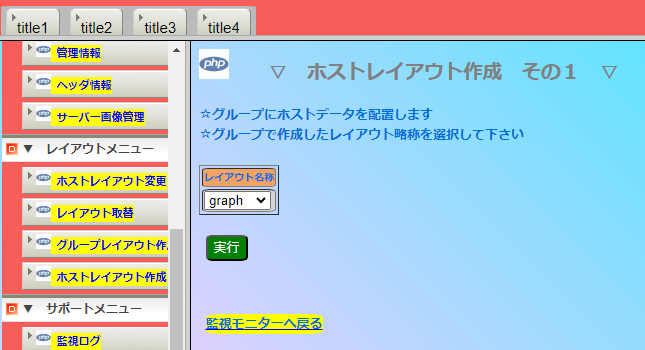 title1 title2 title3 title4
管理情報
ヘッダ情報
サーバー画像管理
▼ レイアウトメニュー
ホストレイアウト変更
レイアウト取替
グループレイアウト作
ホストレイアウト作成
▼ サポートメニュー
監視ログ
php
▽ ホストレイアウト作成 その１ ▽
☆グループにホストデータを配置します
☆グループで作成したレイアウト略称を選択して下さい
レイアウト名称
graph
実行
監視モニターへ戻る